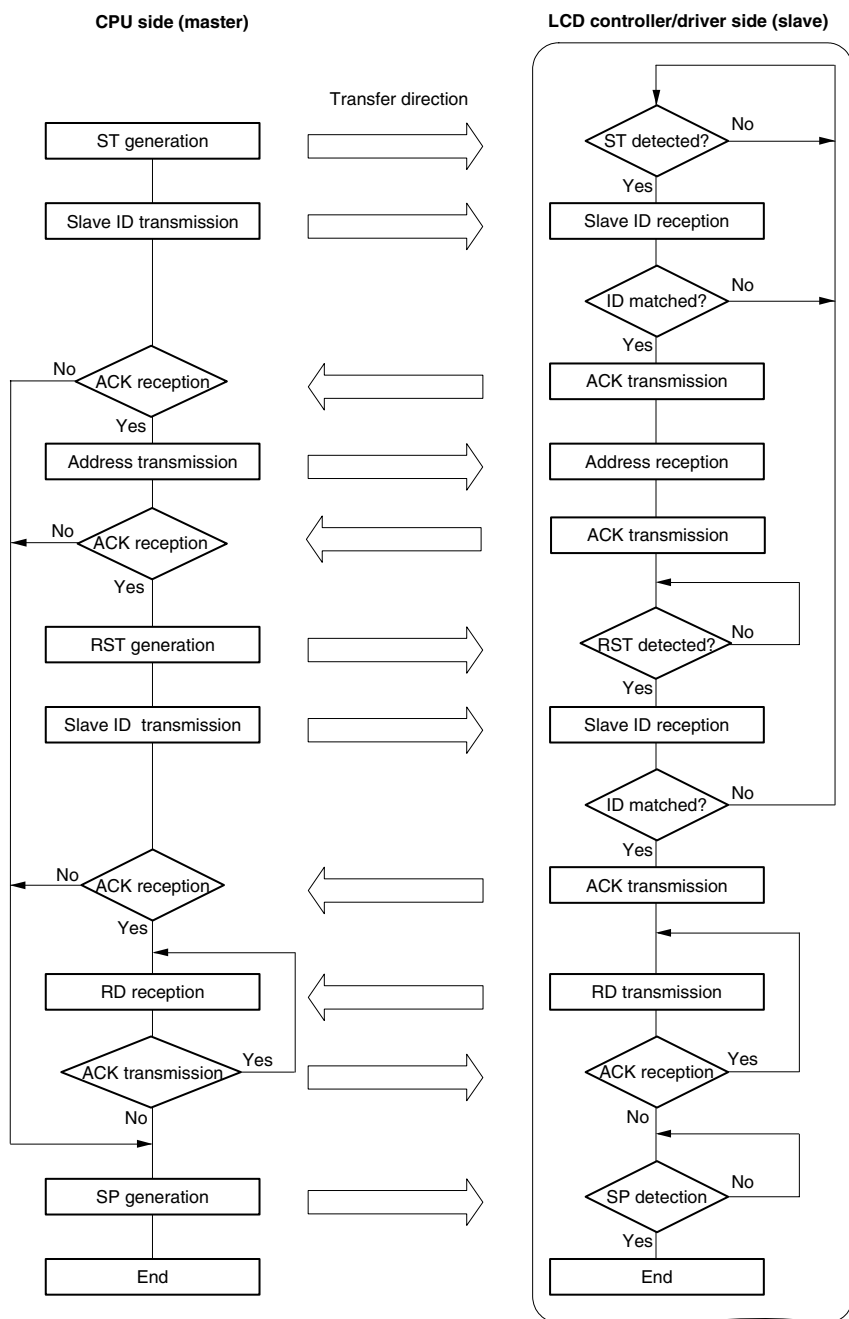 CPU side (master)
LCD controller/driver side (slave)
Transfer direction
ST generation
ST detected?
No
Yes
Slave ID transmission
Slave ID reception
ID matched?
No
Yes
No
ACK reception
Yes
ACK transmission
Address transmission
Address reception
No
ACK reception
Yes
ACK transmission
RST generation
RST detected?
No
Yes
Slave ID transmission
Slave ID reception
ID matched?
No
Yes
No
ACK reception
Yes
ACK transmission
RD reception
RD transmission
ACK transmission
Yes
No
ACK reception
Yes
No
SP generation
SP detection
No
Yes
End
End